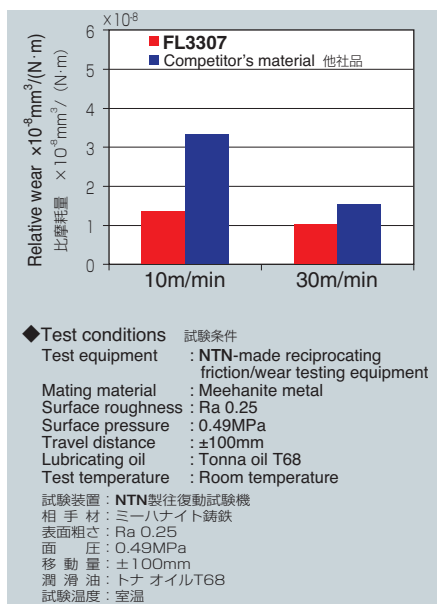 ×10-8
6
5
4
3
2
1
0
Relative wear ×10-8mm3/(N·m)
比摩耗量 ×10-8mm3/（N·m）
FL3307
Competitor's material 他社品
10m/min
30m/min
◆Test conditions 試験条件
Test equipment : NTN-made reciprocating
friction/wear testing equipment
Mating material : Meehanite metal
Surface roughness : Ra 0.25
Surface pressure : 0.49MPa
Travel distance : ±100mm
Lubricating oil : Tonna oil T68
Test temperature : Room temperature
試験装置：NTN製往復動試験機
相手材：ミーハナイト鋳鉄
表面粗さ：Ra 0.25
面圧：0.49MPa
移動量：±100mm
潤滑油：トナ オイルT68
試験温度：室温